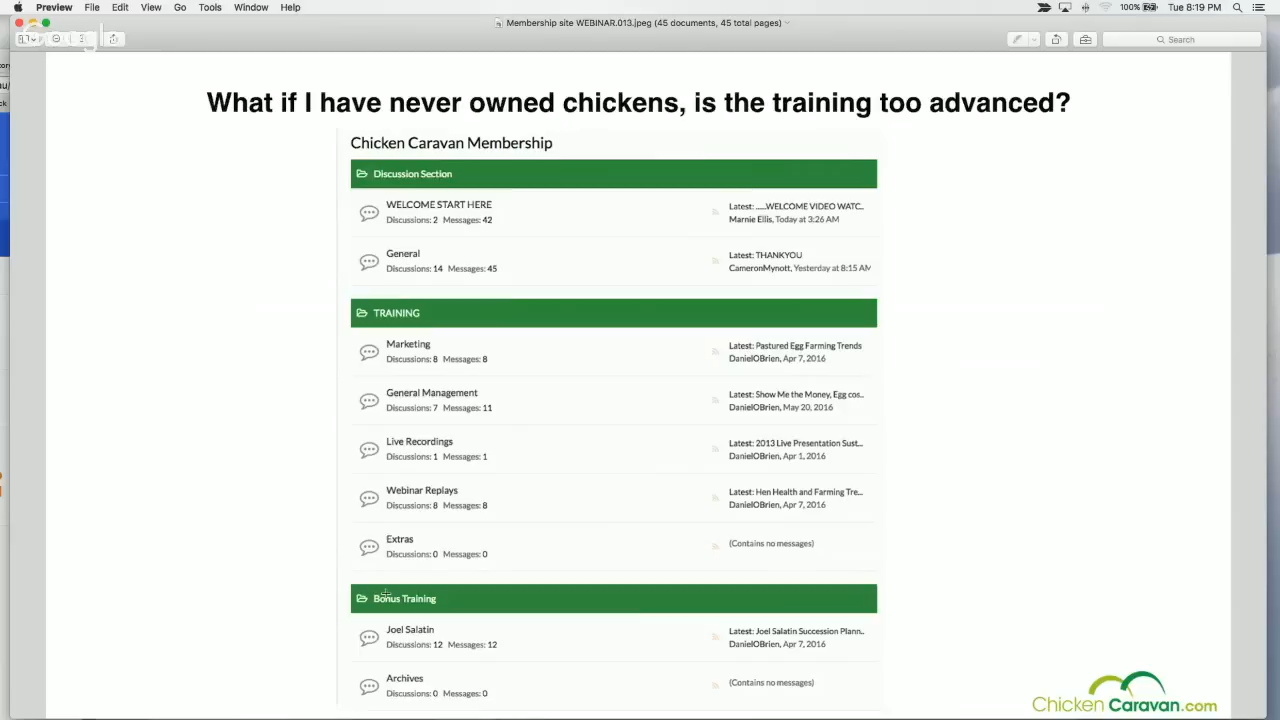 Preview File Edit View Go Tools Window Help 100% Tue 8:19 PM
Membership site WEBINAR.013.jpeg (45 documents, 45 total pages)
Search
What if I have never owned chickens, is the training too advanced?
Chicken Caravan Membership
Discussion Section
WELCOME START HERE
Discussions: 2 Messages: 42
Latest: .....WELCOME VIDEO WATC..
Marnie Ellis, Today at 3:26 AM
General
Discussions: 14 Messages: 45
Latest: THANKYOU
CameronMynott, Yesterday at 8:15 AM
TRAINING
Marketing
Discussions: 8 Messages: 8
Latest: Pastured Egg Farming Trends
DanielOBrien, Apr 7, 2016
General Management
Discussions: 7 Messages: 11
Latest: Show Me the Money, Egg cos..
DanielOBrien, May 20, 2016
Live Recordings
Discussions: 1 Messages: 1
Latest: 2013 Live Presentation Sust...
DanielOBrien, Apr 1, 2016
Webinar Replays
Discussions: 8 Messages: 8
Latest: Hen Health and Farming Tre...
DanielOBrien, Apr 7, 2016
Extras
Discussions: 0 Messages: 0
(Contains no messages)
Bonus Training
Joel Salatin
Discussions: 12 Messages: 12
Latest: Joel Salatin Succession Plann..
DanielOBrien, Apr 7, 2016
Archives
Discussions: 0 Messages: 0
(Contains no messages)
Chicken Caravan.com